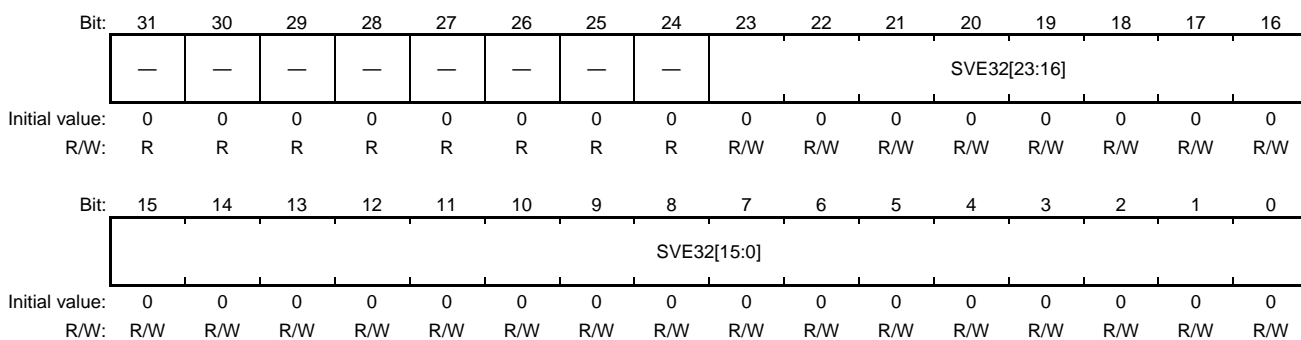 Bit: 31 30 29 28 27 26 25 24 23 22 21 20 19 18 17 16
— — — — — — — — SVE32[23:16]
Initial value: 0 0 0 0 0 0 0 0 0 0 0 0 0 0 0 0
R/W: R R R R R R R R R/W R/W R/W R/W R/W R/W R/W R/W
Bit: 15 14 13 12 11 10 9 8 7 6 5 4 3 2 1 0
SVE32[15:0]
Initial value: 0 0 0 0 0 0 0 0 0 0 0 0 0 0 0 0
R/W: R/W R/W R/W R/W R/W R/W R/W R/W R/W R/W R/W R/W R/W R/W R/W R/W